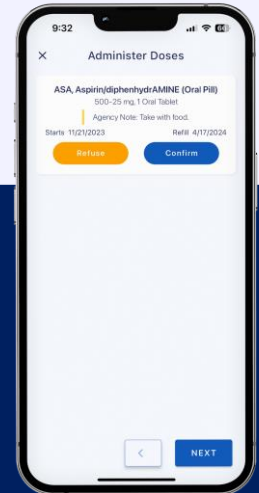 9:32
× Administer Doses
ASA, Aspirin/diphenhydrAMINE (Oral Pill)
500-25 mg, 1 Oral Tablet
Agency Note: Take with food.
Starts 11/21/2023 Refill 4/17/2024
Refuse Confirm
< NEXT